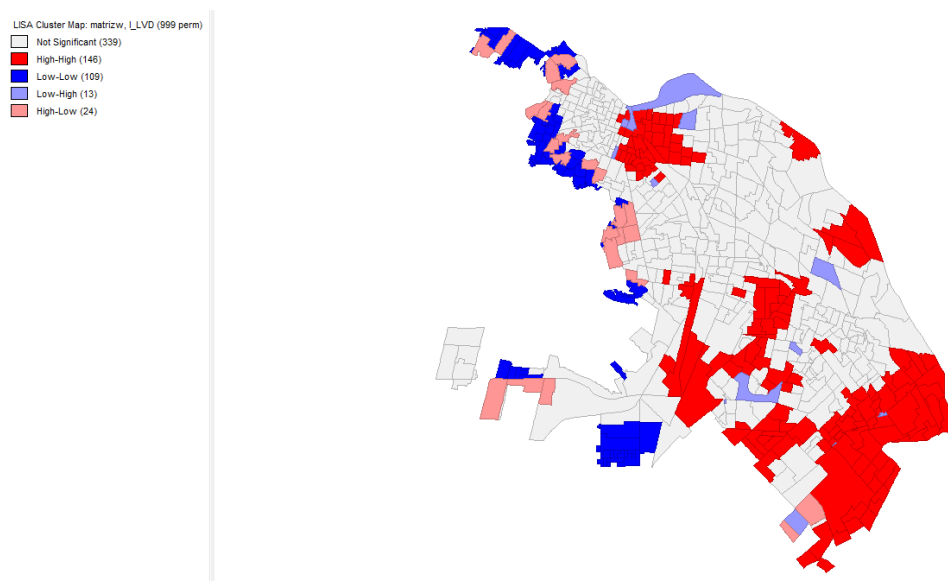 LISA Cluster Map: matrizw, I_LVD (999 perm)
Not Significant (339)
High-High (146)
Low-Low (109)
Low-High (13)
High-Low (24)